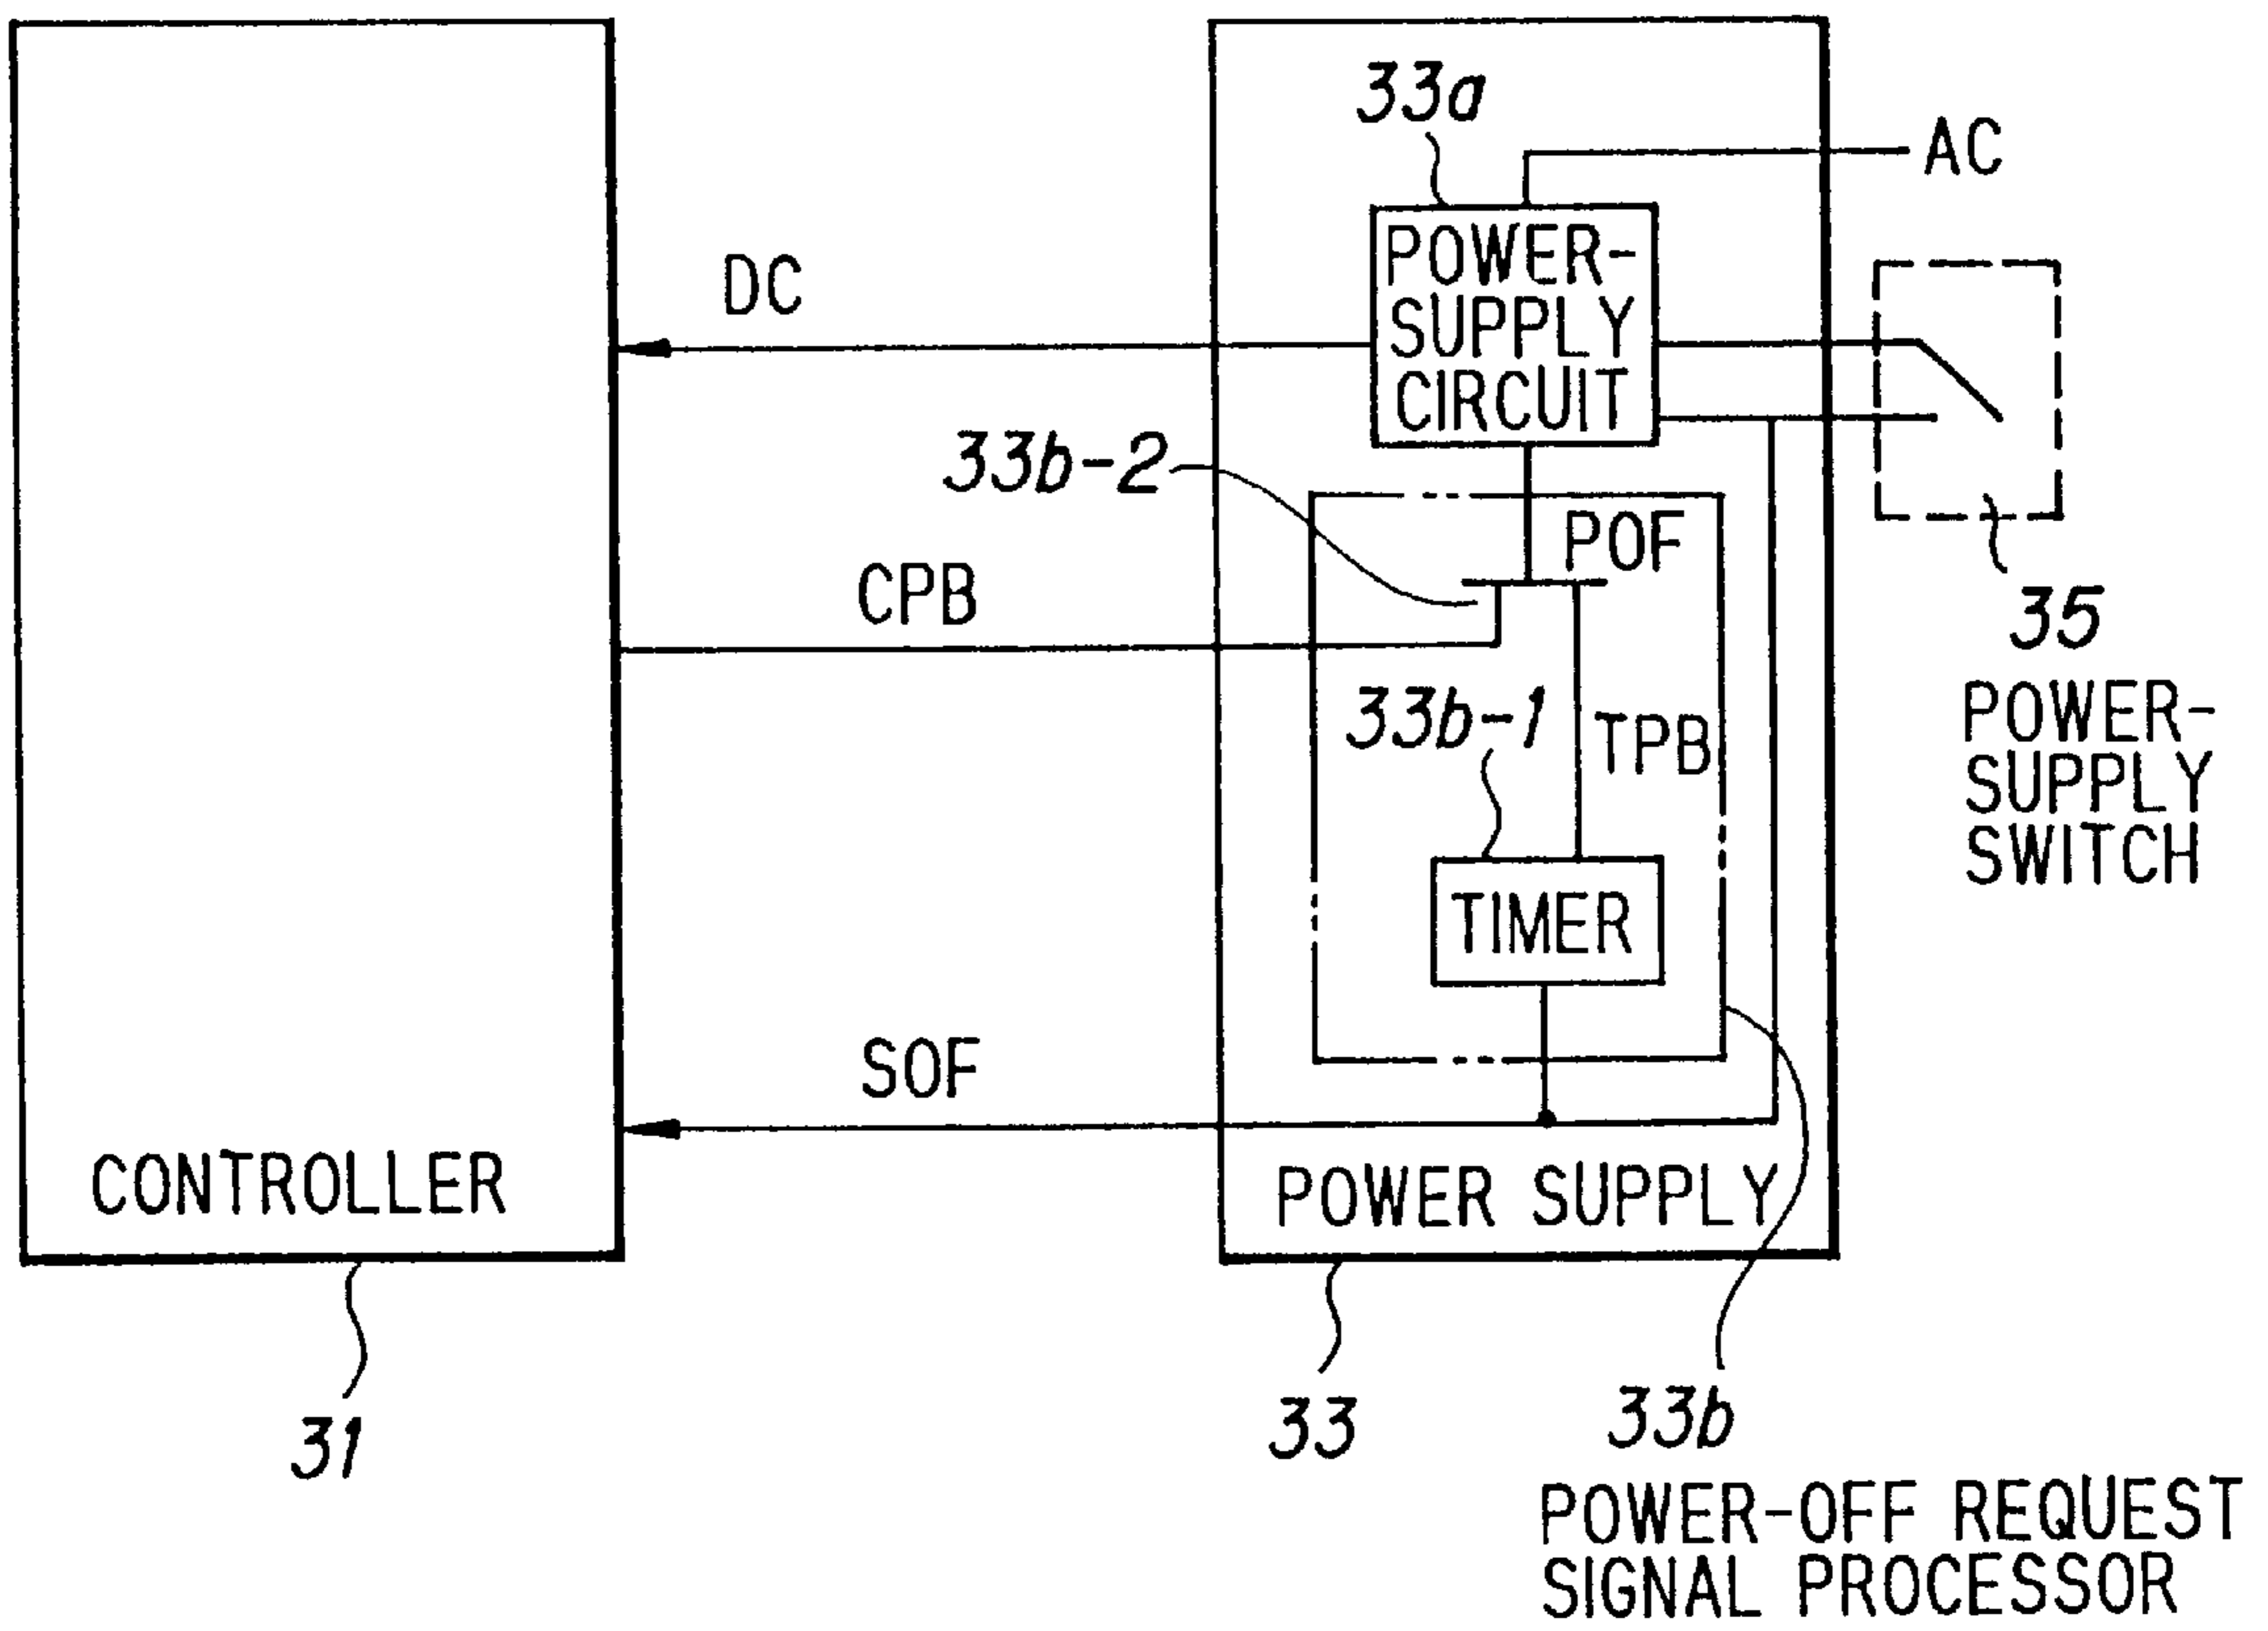 33a
AC
POWER-
SUPPLY
CIRCUIT
DC
33b-2
POF
CPB
35
POWER-
SUPPLY
SWITCH
33b-1
TPB
TIMER
SOF
CONTROLLER
POWER SUPPLY
31
33
33b
POWER-OFF REQUEST
SIGNAL PROCESSOR